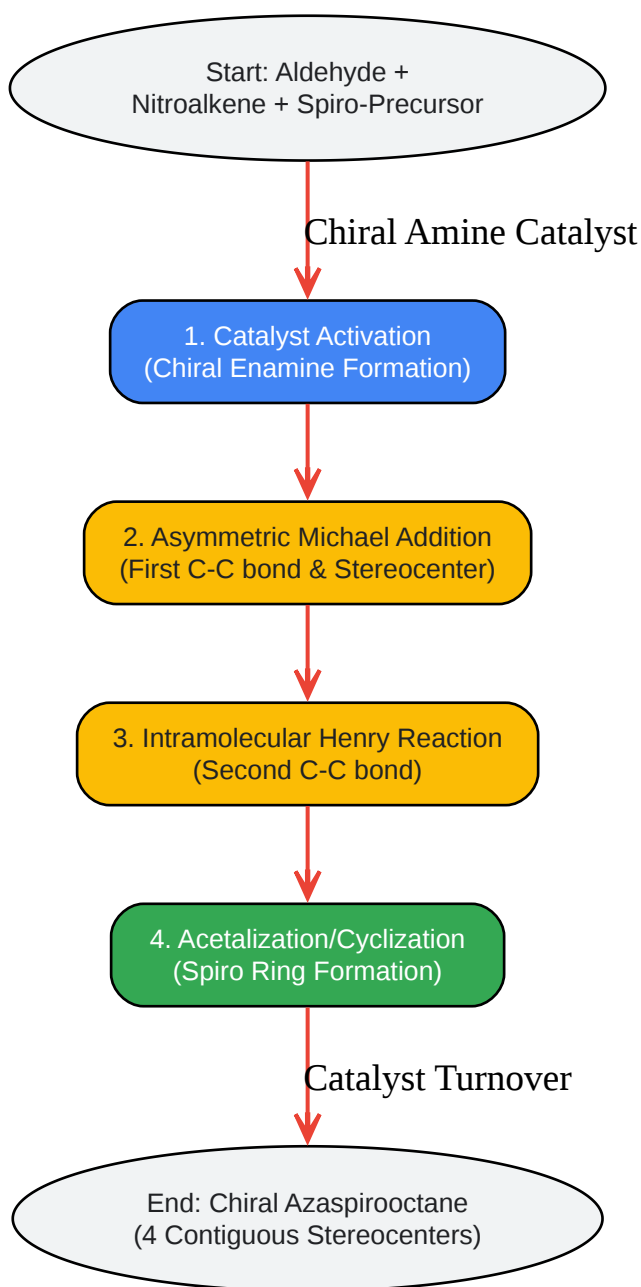 Start: Aldehyde +
Nitroalkene + Spiro-Precursor
Chiral Amine Catalyst
1. Catalyst Activation
(Chiral Enamine Formation)
2. Asymmetric Michael Addition
(First C-C bond & Stereocenter)
3. Intramolecular Henry Reaction
(Second C-C bond)
4. Acetalization/Cyclization
(Spiro Ring Formation)
Catalyst Turnover
End: Chiral Azaspirooctane
(4 Contiguous Stereocenters)